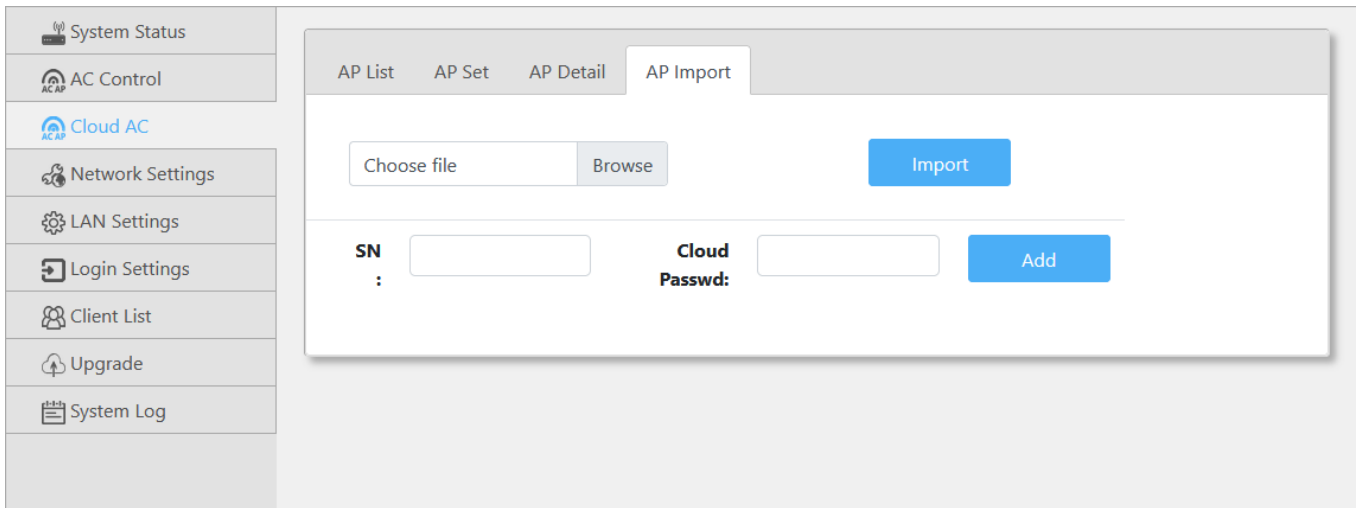 System Status
AC Control
Cloud AC
Network Settings
LAN Settings
Login Settings
Client List
Upgrade
System Log
AP List AP Set AP Detail AP Import
Choose file Browse Import
SN : Cloud Passwd: Add